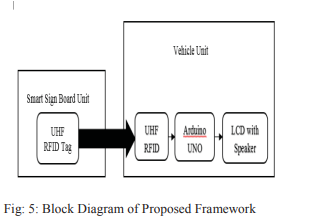 Vehicle Unit
Smart Sign Board Unit
UHF
RFID Tag
UHF
RFID
Arduino
UNO
LCD with
Speaker
Fig: 5: Block Diagram of Proposed Framework